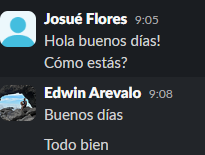 Josué Flores 9:05
Hola buenos días!
Cómo estás?
Edwin Arevalo 9:08
Buenos días
Todo bien